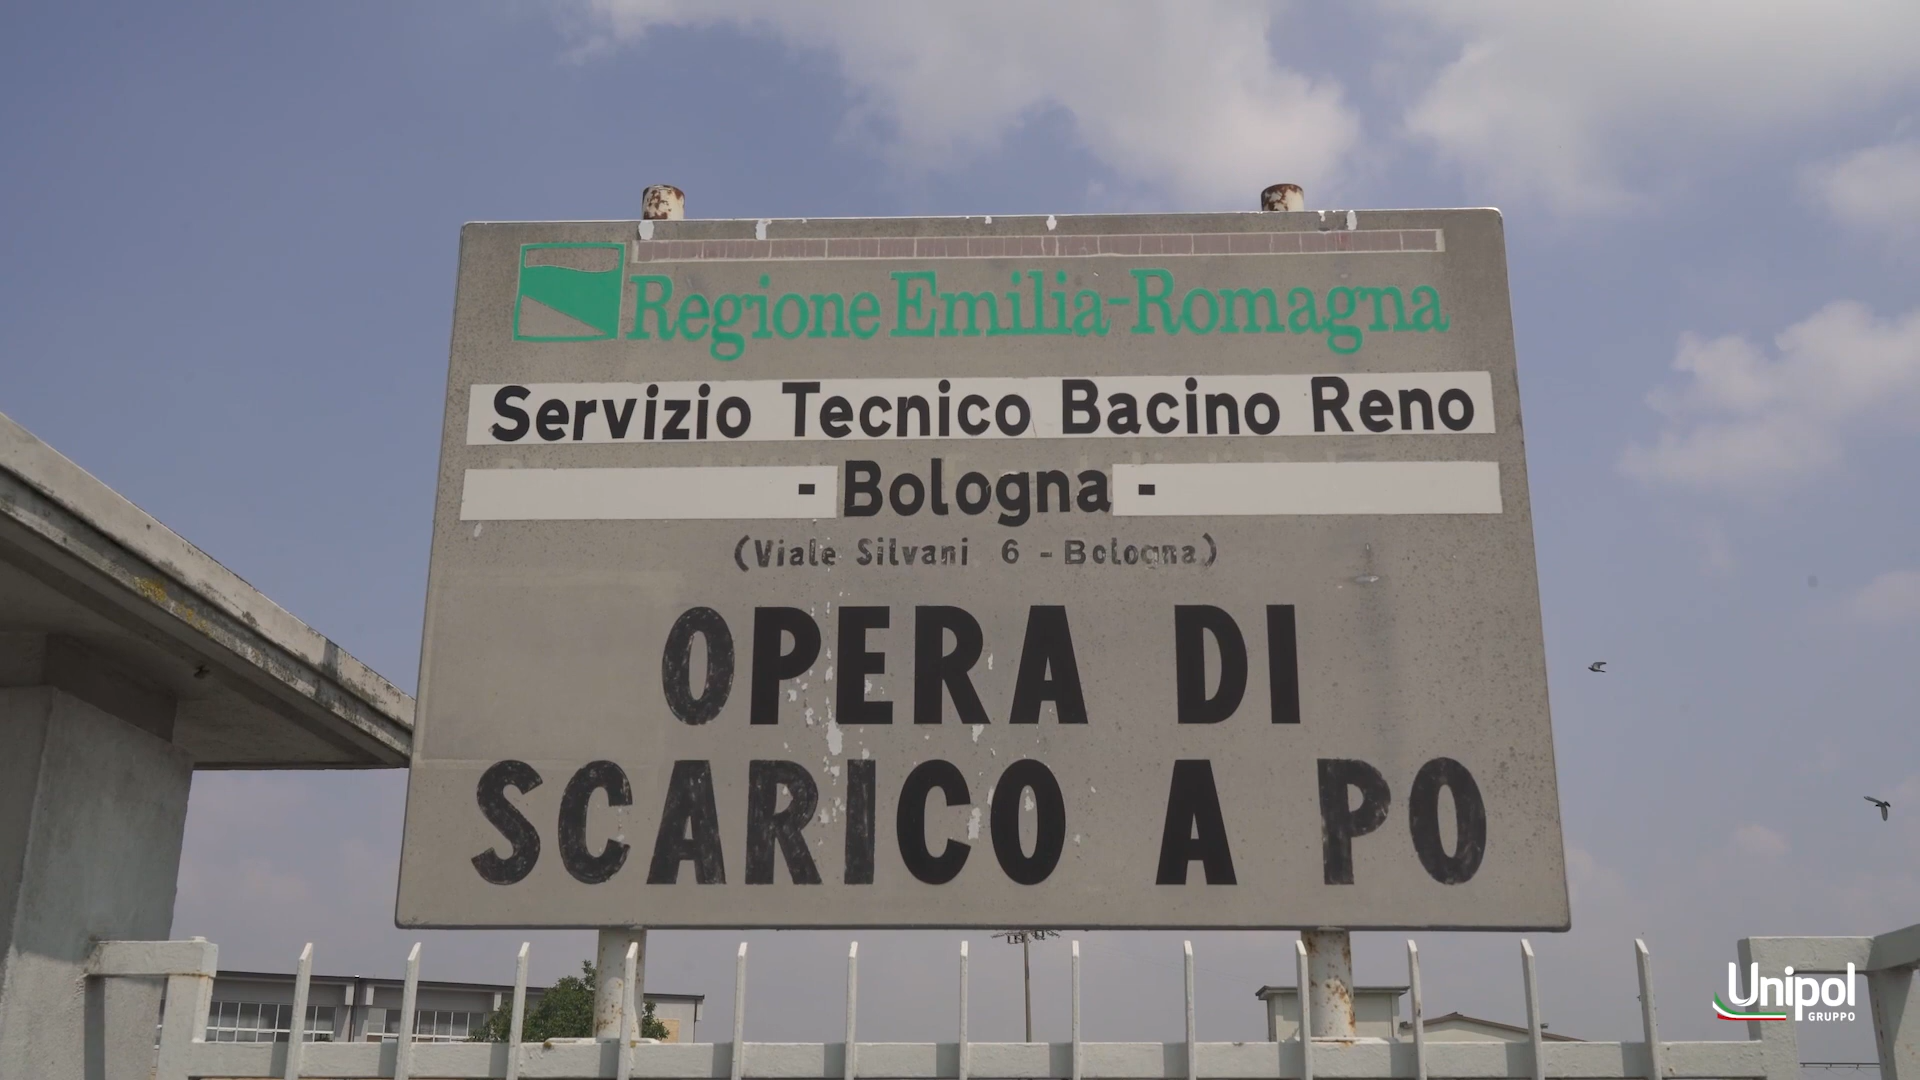 Regione Emilia-Romagna
Servizio Tecnico Bacino Reno
- Bologna -
(Viale Silvani 6 - Bologna)
OPERA DI
SCARICO A PO
Unipol
GRUPPO